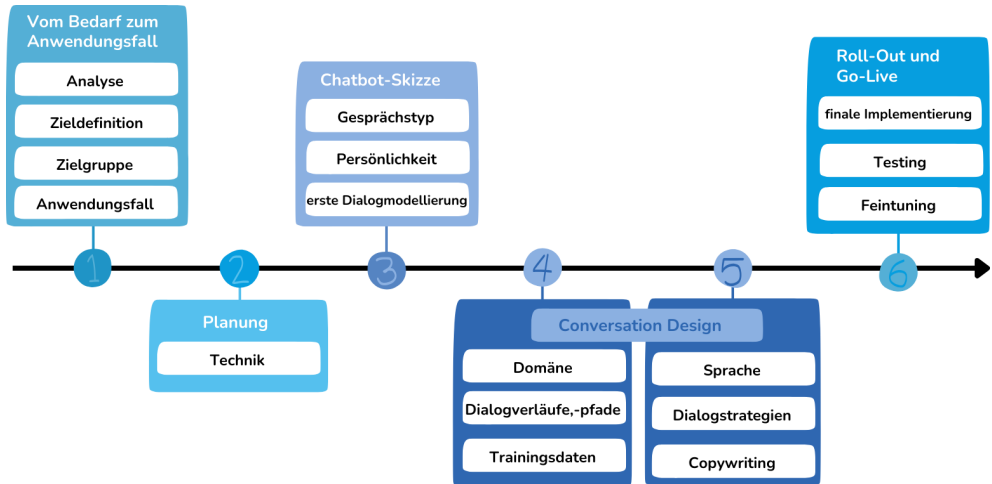 Vom Bedarf zum
Anwendungsfall
Analyse
Zieldefinition
Zielgruppe
Anwendungsfall
1
2
Planung
Technik
Chatbot-Skizze
Gesprächstyp
Persönlichkeit
erste Dialogmodellierung
3
4
5
Conversation Design
Domäne
Dialogverläufe,-pfade
Trainingsdaten
Sprache
Dialogstrategien
Copywriting
Roll-Out und
Go-Live
finale Implementierung
Testing
Feintuning
6